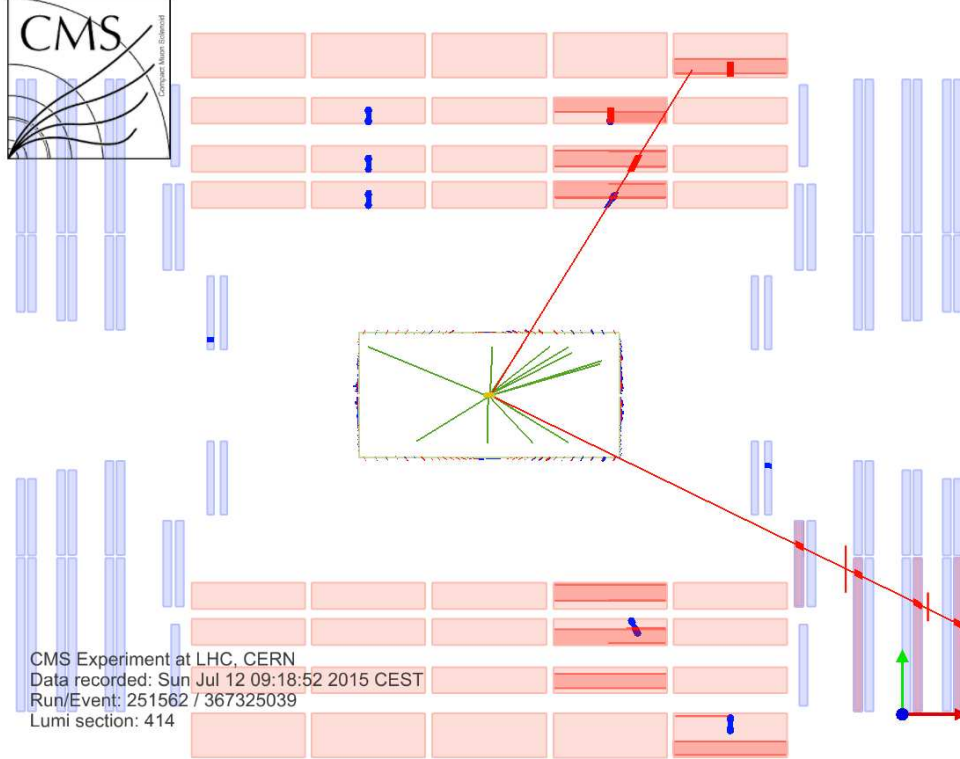 CMS
Compact Muon Solenoid
CMS Experiment at LHC, CERN
Data recorded: Sun Jul 12 09:18:52 2015 CEST
Run/Event: 251562 / 367325039
Lumi section: 414